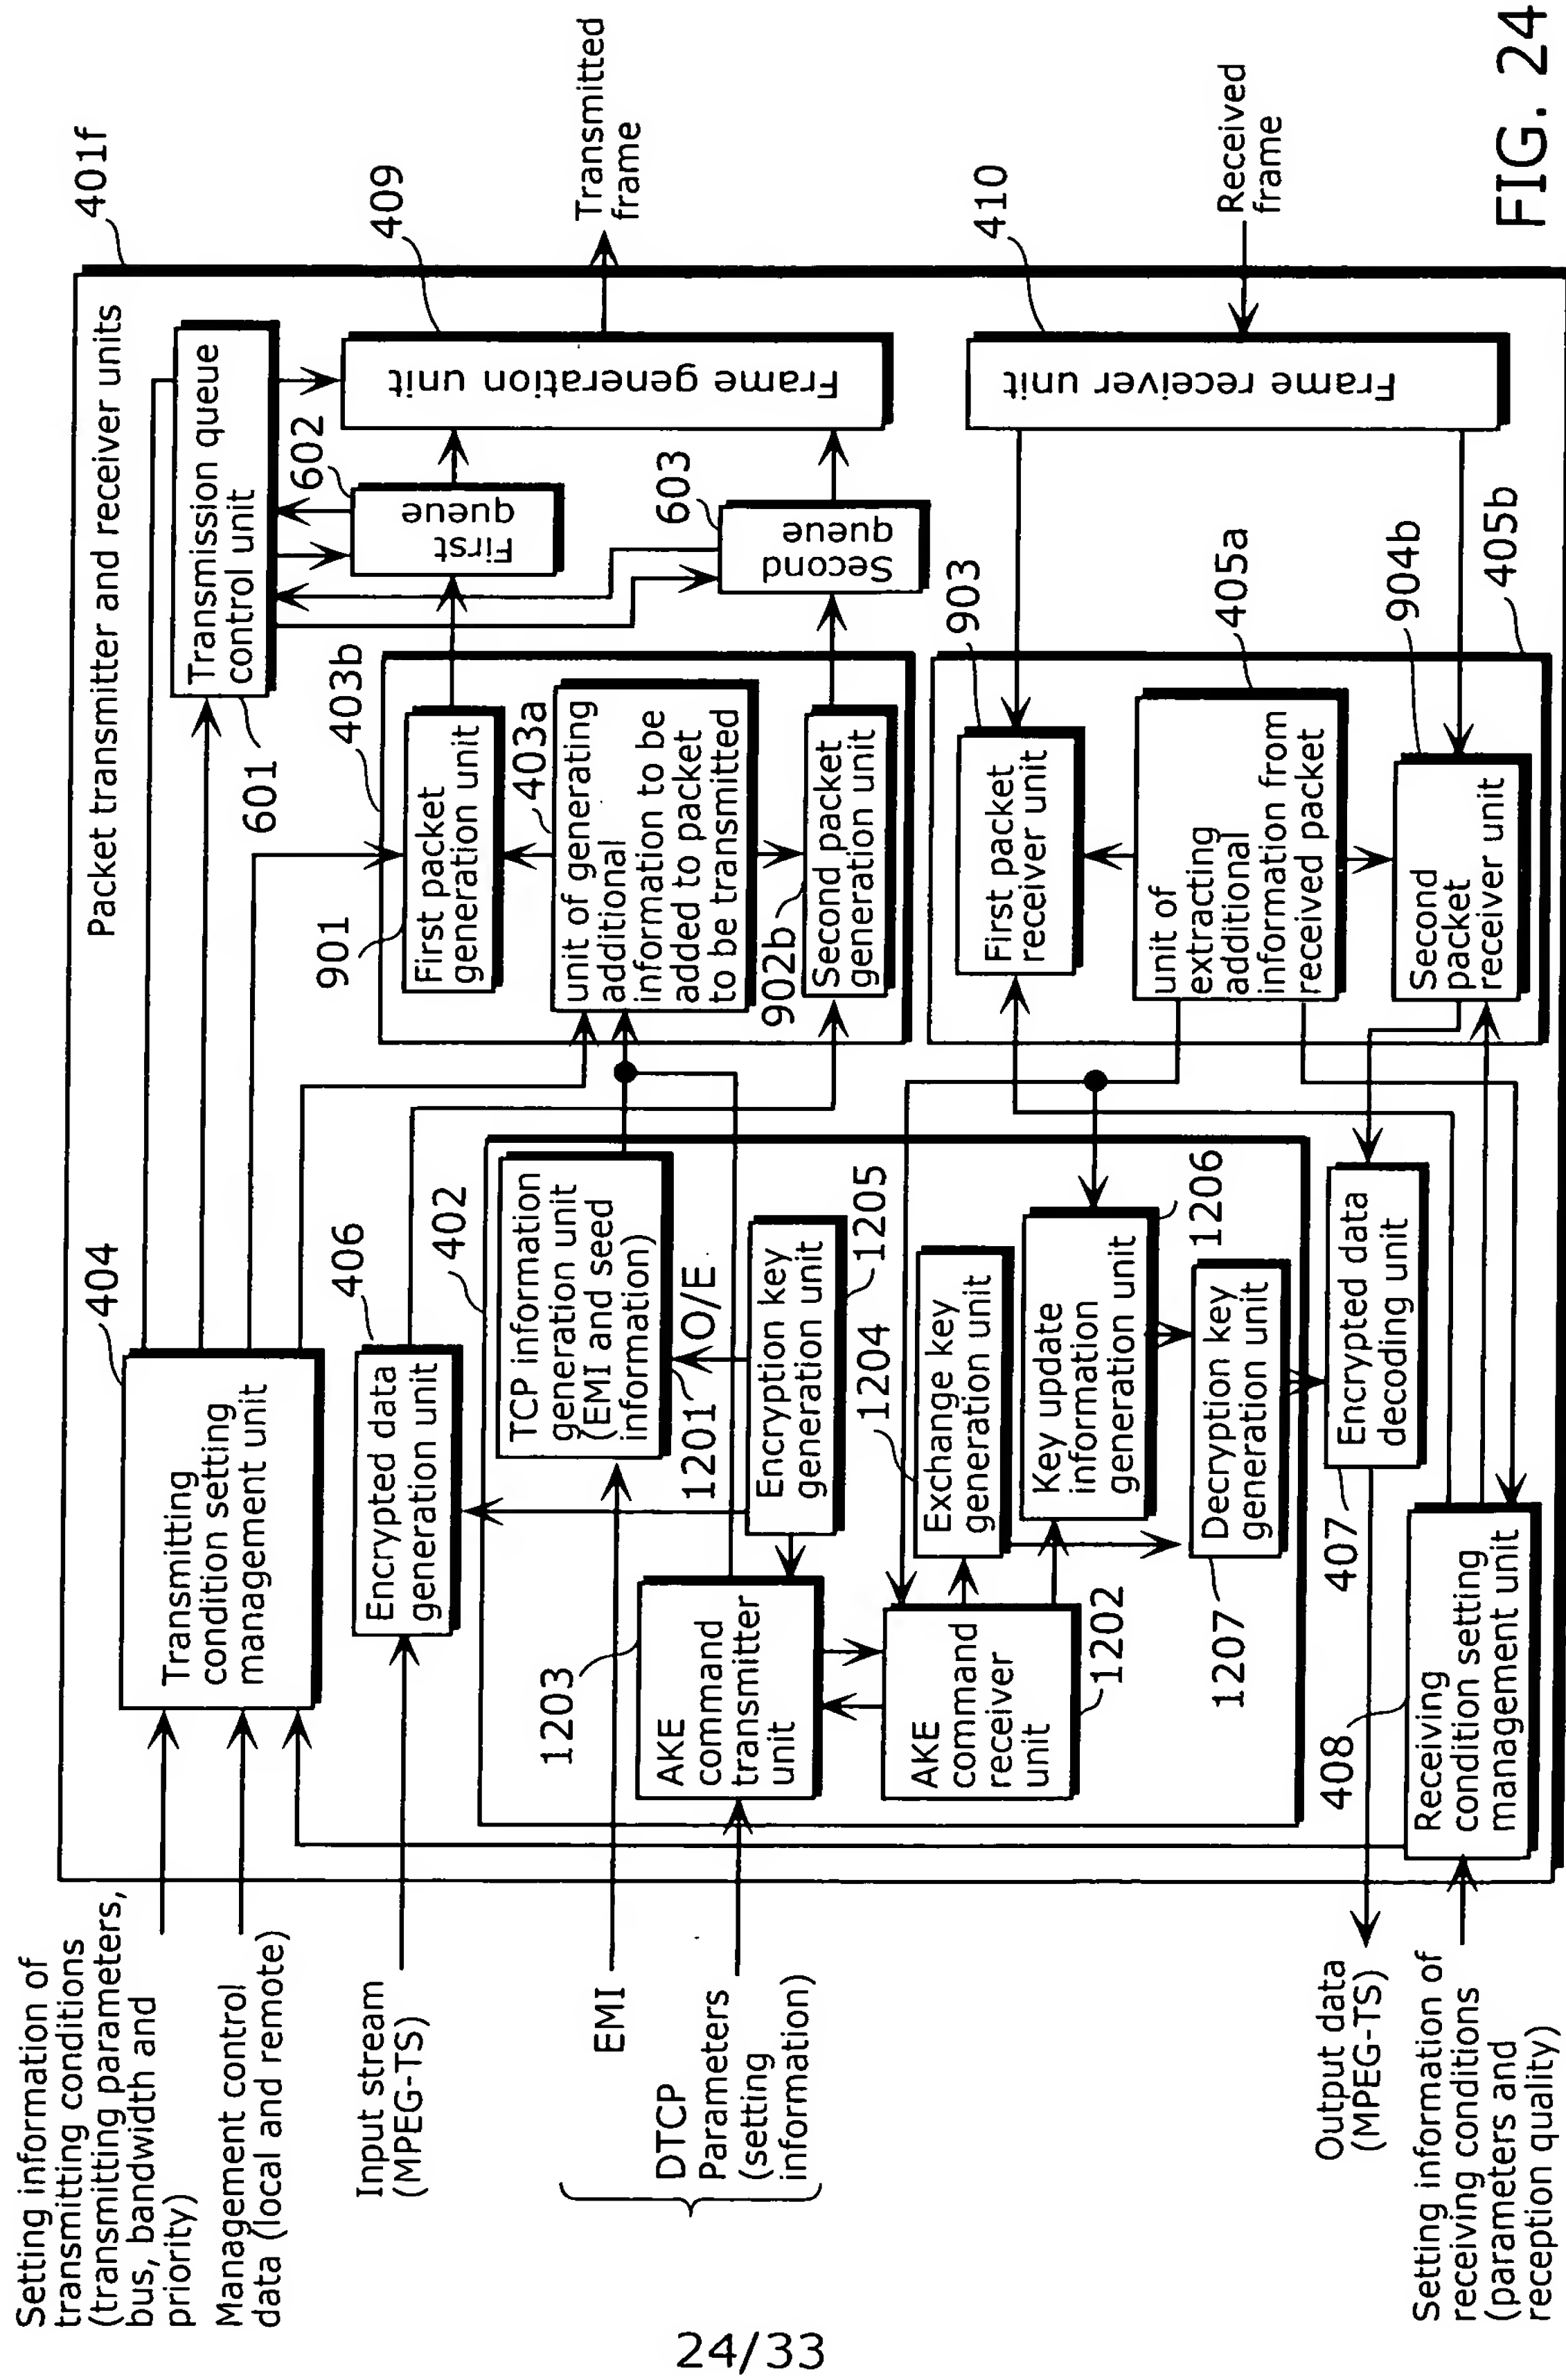 24/33
FIG. 24
Packet transmitter and receiver units
401f
Setting information of
transmitting conditions
(transmitting parameters,
bus, bandwidth and
priority)
Management control
data (local and remote)
Input stream
(MPEG-TS)
EMI
DTCP
Parameters
(setting
information)
Output data
(MPEG-TS)
Setting information of
receiving conditions
(parameters and
reception quality
404
Transmitting
condition setting
management unit
406
Encrypted data
generation unit
402
TCP information
generation unit
(EMI and seed
information)
1201
O/E
Encryption key
generation unit
1205
1203
AKE
command
transmitter
unit
AKE
command
receiver
unit
1202
1204
Exchange key
generation unit
Key update
information
generation unit
1206
Decryption key
generation unit
1207
Encrypted data
decoding unit
407
408
Receiving
condition setting
management unit
Transmission queue
control unit
601
403b
901
First packet
generation unit
403a
unit of generating
additional
information to be
added to packet
to be transmitted
902b
Second packet
generation unit
602
First
queue
603
Second
queue
409
Frame generation unit
Transmitted
frame
410
Frame receiver unit
Received
frame
903
First packet
receiver unit
405a
unit of
extracting
additional
information from
received packet
904b
Second
packet
receiver unit
405b